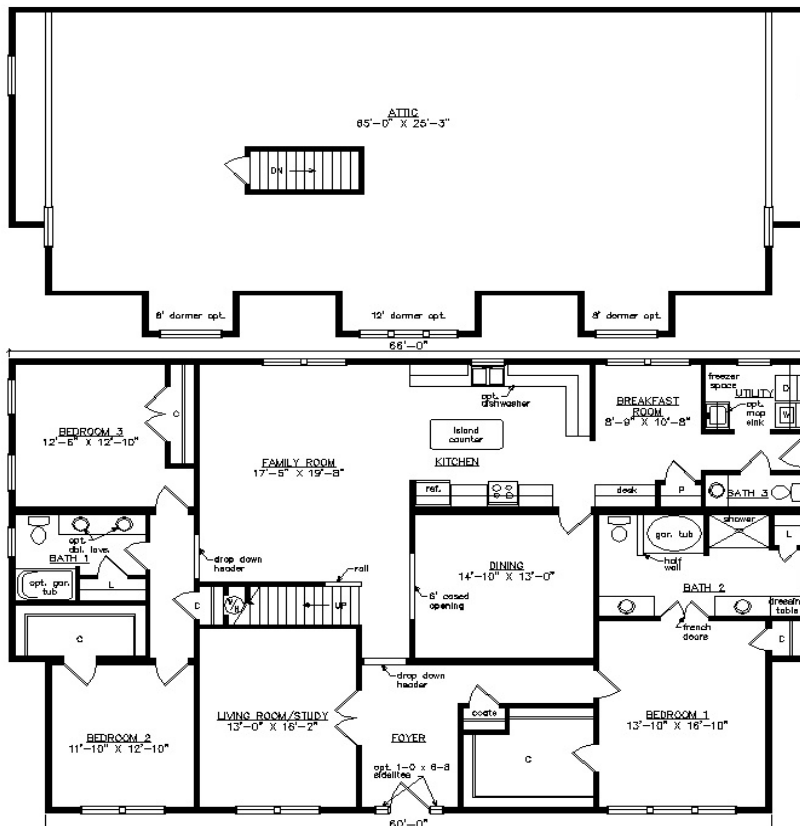 ATTIC
65'-0" X 25'-3"
DN
8' dormer opt.
12' dormer opt.
8' dormer opt.
66'-0"
BEDROOM 3
12'-6" X 12'-10"
C
FAMILY ROOM
17'-5" X 19'-8"
opt.
dishwasher
Island
counter
KITCHEN
ref.
BREAKFAST
ROOM
8'-9" X 10'-8"
desk
P
freezer
space
UTILITY
opt.
mop
sink
D
W
BATH 3
opt.
dbl. lavs.
BATH 1
opt. gar.
tub
L
drop down
header
rail
C
W/H
UP
6' cased
opening
DINING
14'-10" X 13'-0"
gar. tub
shower
L
half
wall
BATH 2
dressing
table
french
doors
C
C
BEDROOM 2
11'-10" X 12'-10"
LIVING ROOM/STUDY
13'-0" X 16'-2"
drop down
header
FOYER
opt. 1-0 x 6-8
sidelites
coats
C
BEDROOM 1
13'-10" X 16'-10"
60'-0"